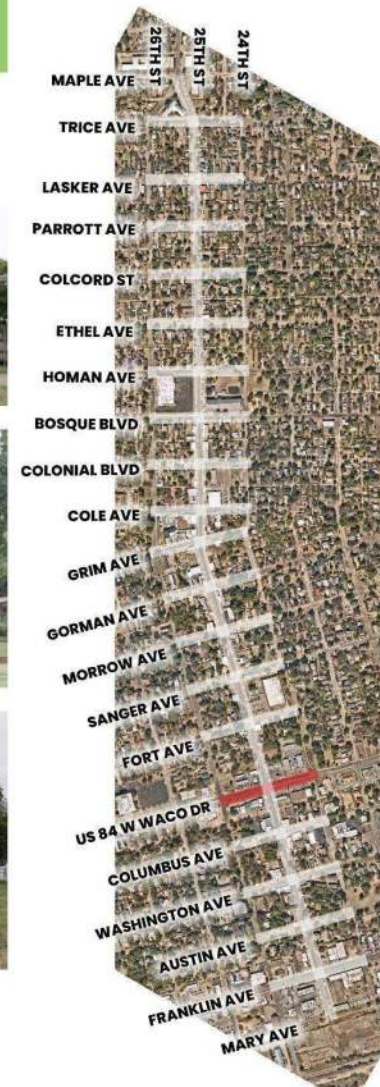 26TH ST
25TH ST
24TH ST
MAPLE AVE
TRICE AVE
LASKER AVE
PARROTT AVE
COLCORD ST
ETHEL AVE
HOMAN AVE
BOSQUE BLVD
COLONIAL BLVD
COLE AVE
GRIM AVE
GORMAN AVE
MORROW AVE
SANGER AVE
FORT AVE
US 84 W WACO DR
COLUMBUS AVE
WASHINGTON AVE
AUSTIN AVE
FRANKLIN AVE
MARY AVE